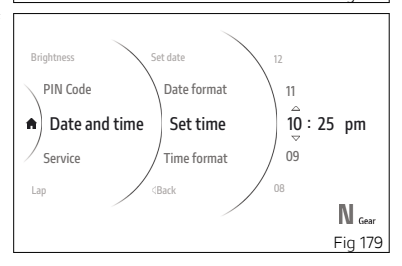 Brightness Set date 12
PIN Code Date format 11
Date and time Set time 10 : 25 pm
Service Time format 09
Lap Back 08
N Gear
Fig 179